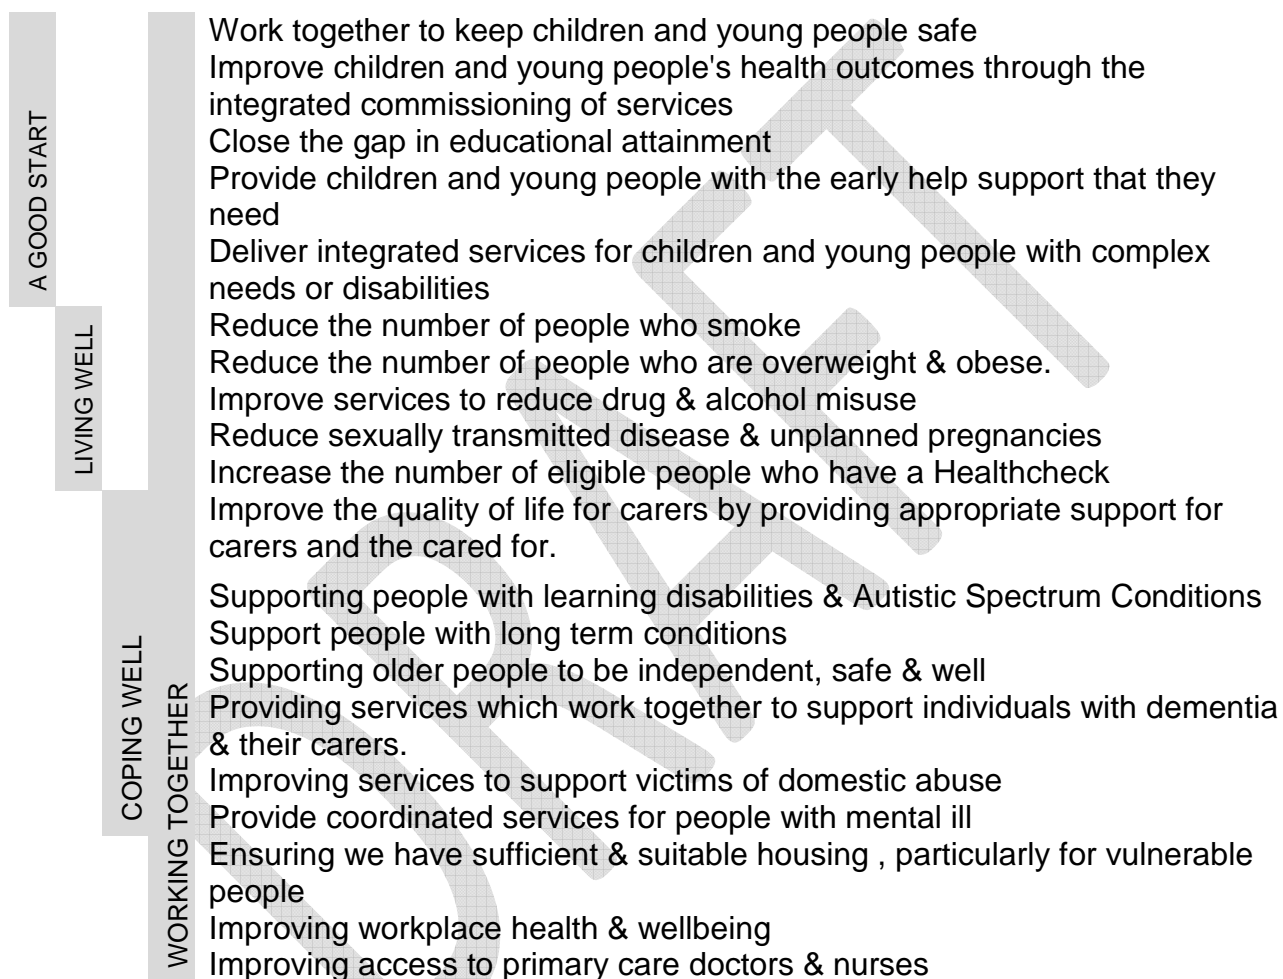 A GOOD START
LIVING WELL
COPING WELL
WORKING TOGETHER
Work together to keep children and young people safe
Improve children and young people's health outcomes through the
integrated commissioning of services
Close the gap in educational attainment
Provide children and young people with the early help support that they
need
Deliver integrated services for children and young people with complex
needs or disabilities
Reduce the number of people who smoke
Reduce the number of people who are overweight & obese.
Improve services to reduce drug & alcohol misuse
Reduce sexually transmitted disease & unplanned pregnancies
Increase the number of eligible people who have a Healthcheck
Improve the quality of life for carers by providing appropriate support for
carers and the cared for.
Supporting people with learning disabilities & Autistic Spectrum Conditions
Support people with long term conditions
Supporting older people to be independent, safe & well
Providing services which work together to support individuals with dementia
& their carers.
Improving services to support victims of domestic abuse
Provide coordinated services for people with mental ill
Ensuring we have sufficient & suitable housing , particularly for vulnerable
people
Improving workplace health & wellbeing
Improving access to primary care doctors & nurses
DRAFT